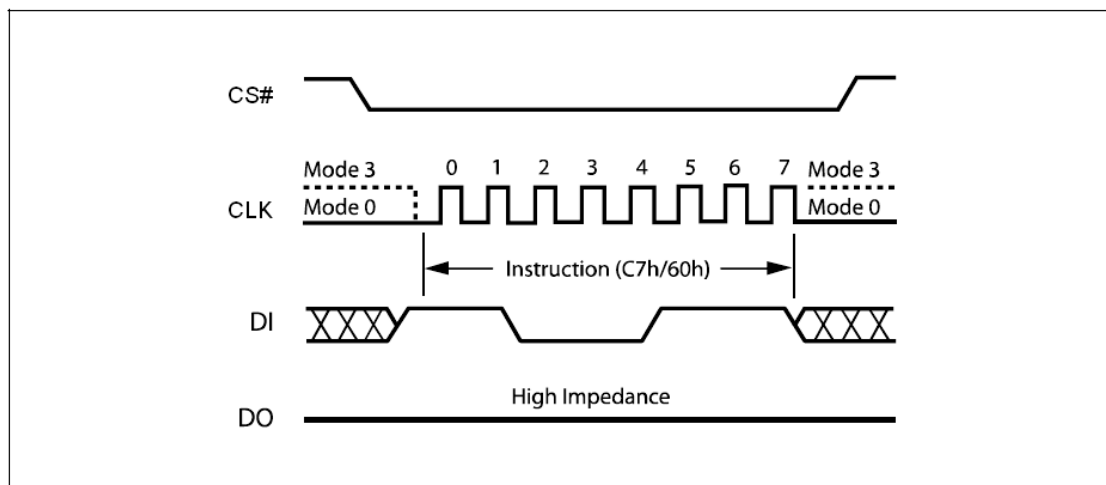 CS#
0 1 2 3 4 5 6 7
Mode 3 Mode 3
CLK
Mode 0 Mode 0
Instruction (C7h/60h)
DI
High Impedance
DO